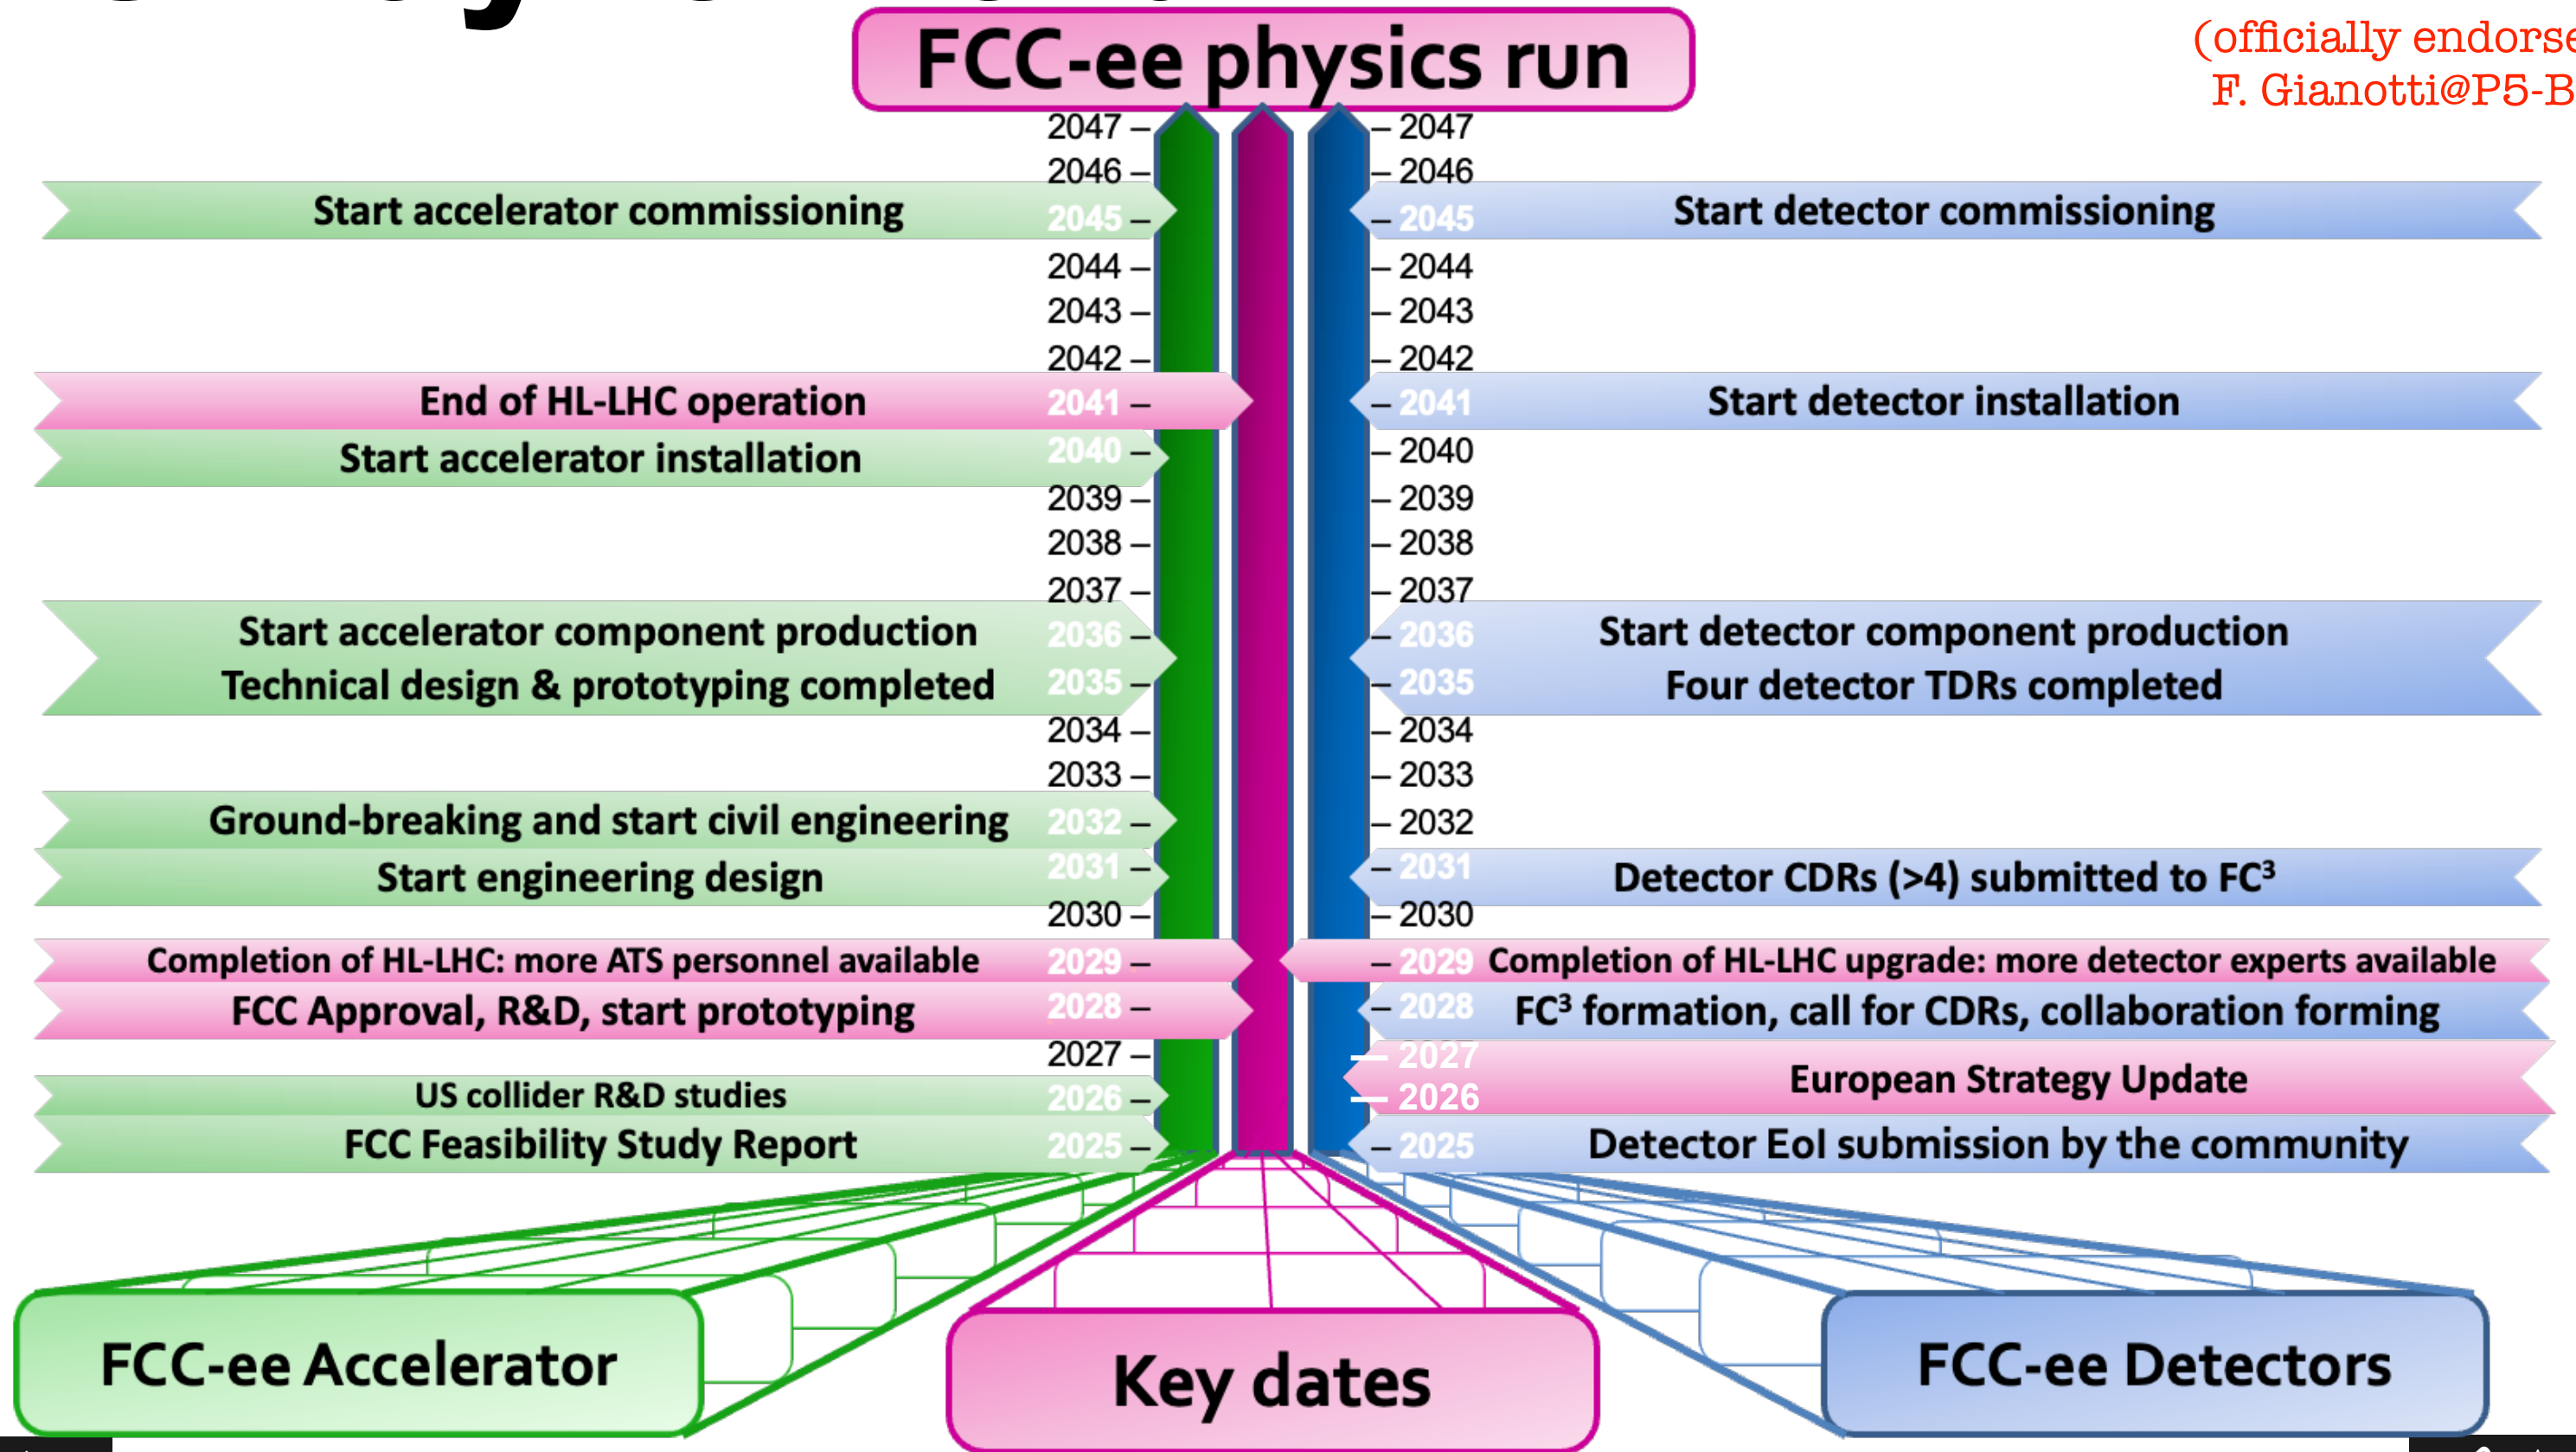 FCC-ee physics run
(officially
F. Gianotti@P5-B
2047 – – 2047
2046 – – 2046
Start accelerator commissioning 2045 – – 2045 Start detector commissioning
2044 – – 2044
2043 – – 2043
2042 – – 2042
End of HL-LHC operation 2041 – – 2041 Start detector installation
Start accelerator installation 2040 – – 2040
2039 – – 2039
2038 – – 2038
2037 – – 2037
Start accelerator component production 2036 – – 2036 Start detector component production
Technical design & prototyping completed 2035 – – 2035 Four detector TDRs completed
2034 – – 2034
2033 – – 2033
Ground-breaking and start civil engineering 2032 – – 2032
Start engineering design 2031 – – 2031 Detector CDRs (>4) submitted to FC³
2030 – – 2030
Completion of HL-LHC: more ATS personnel available 2029 – – 2029 Completion of HL-LHC upgrade: more detector experts available
FCC Approval, R&D, start prototyping 2028 – – 2028 FC³ formation, call for CDRs, collaboration forming
2027 – — 2027
US collider R&D studies 2026 – — 2026 European Strategy Update
FCC Feasibility Study Report 2025 – – 2025 Detector EoI submission by the community
FCC-ee Accelerator
Key dates
FCC-ee Detectors